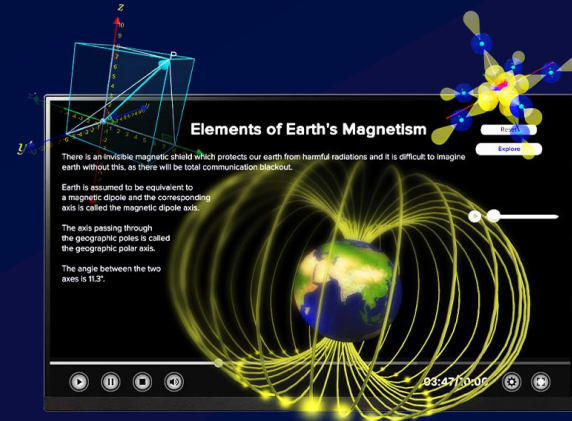 z
P
y
Elements of Earth's Magnetism
Reset
Explore
There is an invisible magnetic shield which protects our earth from harmful radiations and it is difficult to imagine
earth without this, as there will be total communication blackout.
Earth is assumed to be equivalent to
a magnetic dipole and the corresponding
axis is called the magnetic dipole axis.
The axis passing through
the geographic poles is called
the geographic polar axis.
The angle between the two
axes is 11.3°.
03:47/10:00